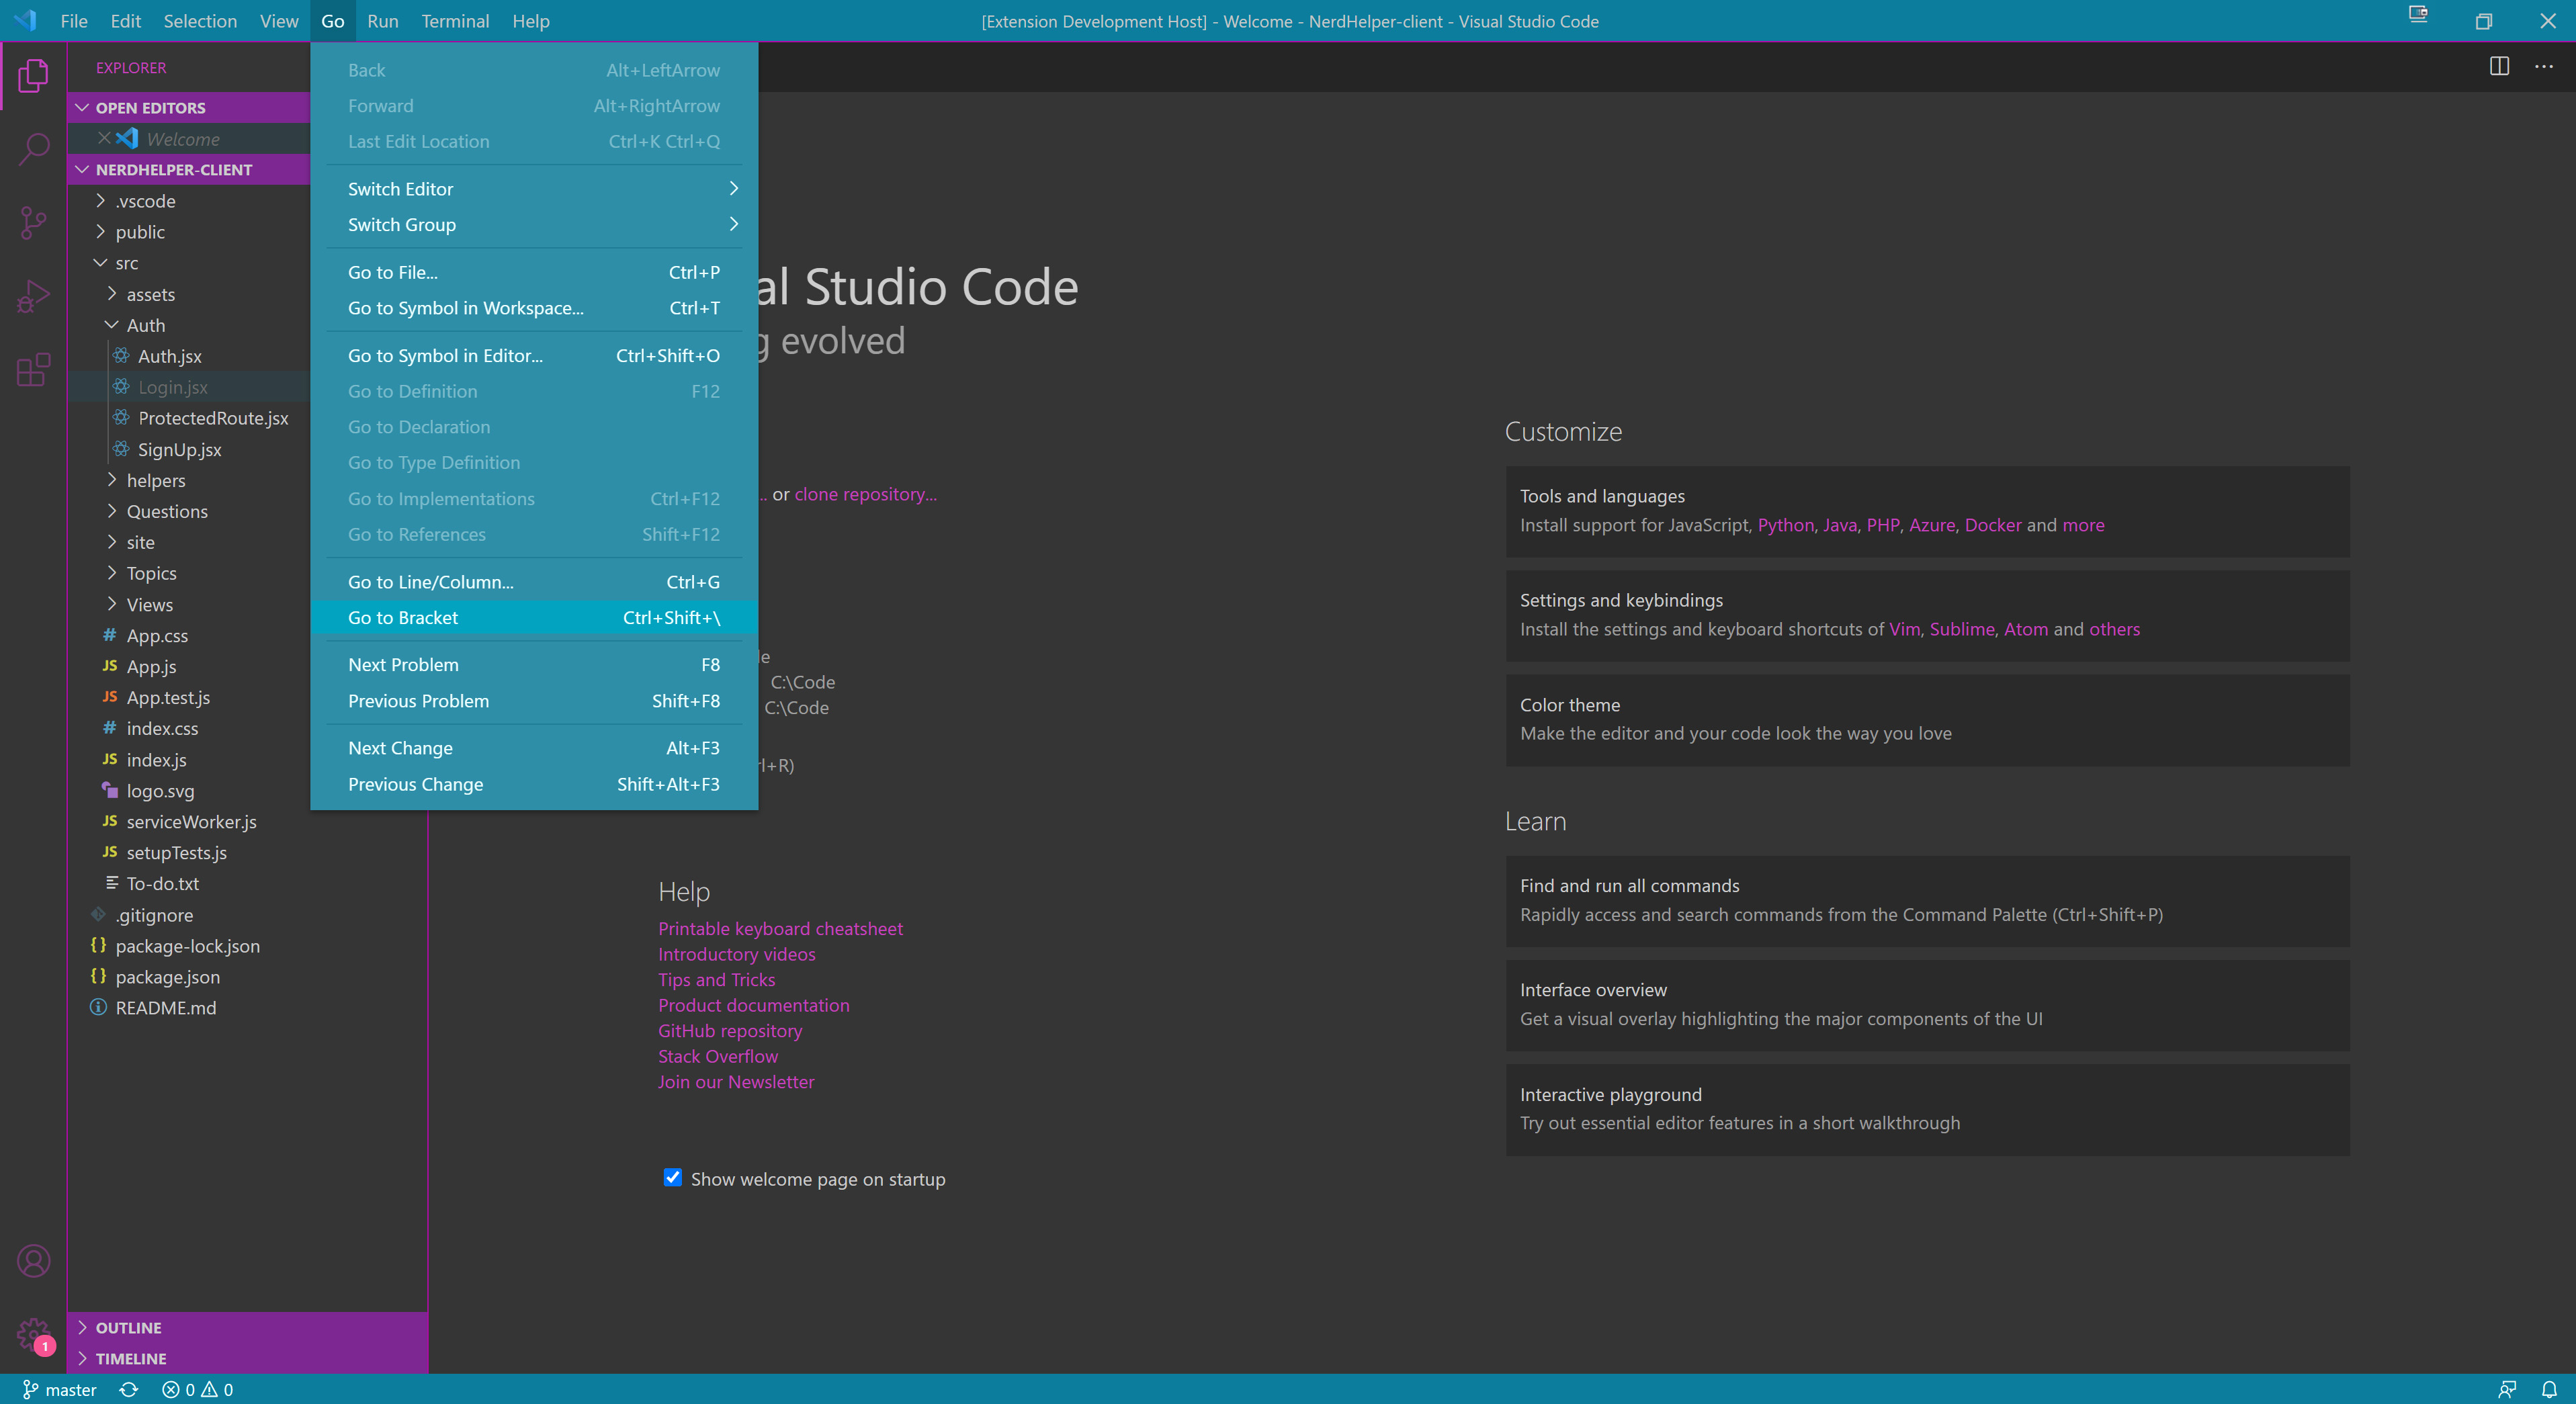 File Edit Selection View Go Run Terminal Help
[Extension Development Host] - Welcome - NerdHelper-client - Visual Studio Code
EXPLORER
OPEN EDITORS
Welcome
NERDHELPER-CLIENT
.vscode
public
src
assets
Auth
Auth.jsx
Login.jsx
ProtectedRoute.jsx
SignUp.jsx
helpers
Questions
site
Topics
Views
# App.css
JS App.js
JS App.test.js
# index.css
JS index.js
logo.svg
JS serviceWorker.js
JS setupTests.js
To-do.txt
.gitignore
{} package-lock.json
{} package.json
README.md
OUTLINE
TIMELINE
1
Back Alt+LeftArrow
Forward Alt+RightArrow
Last Edit Location Ctrl+K Ctrl+Q
Switch Editor
Switch Group
Go to File... Ctrl+P
Go to Symbol in Workspace... Ctrl+T
Go to Symbol in Editor... Ctrl+Shift+O
Go to Definition F12
Go to Declaration
Go to Type Definition
Go to Implementations Ctrl+F12
Go to References Shift+F12
Go to Line/Column... Ctrl+G
Go to Bracket Ctrl+Shift+\
Next Problem F8
Previous Problem Shift+F8
Next Change Alt+F3
Previous Change Shift+Alt+F3
al Studio Code
g evolved
.. or clone repository...
C:\Code
C:\Code
l+R)
Help
Printable keyboard cheatsheet
Introductory videos
Tips and Tricks
Product documentation
GitHub repository
Stack Overflow
Join our Newsletter
Show welcome page on startup
Customize
Tools and languages
Install support for JavaScript, Python, Java, PHP, Azure, Docker and more
Settings and keybindings
Install the settings and keyboard shortcuts of Vim, Sublime, Atom and others
Color theme
Make the editor and your code look the way you love
Learn
Find and run all commands
Rapidly access and search commands from the Command Palette (Ctrl+Shift+P)
Interface overview
Get a visual overlay highlighting the major components of the UI
Interactive playground
Try out essential editor features in a short walkthrough
master 0 0